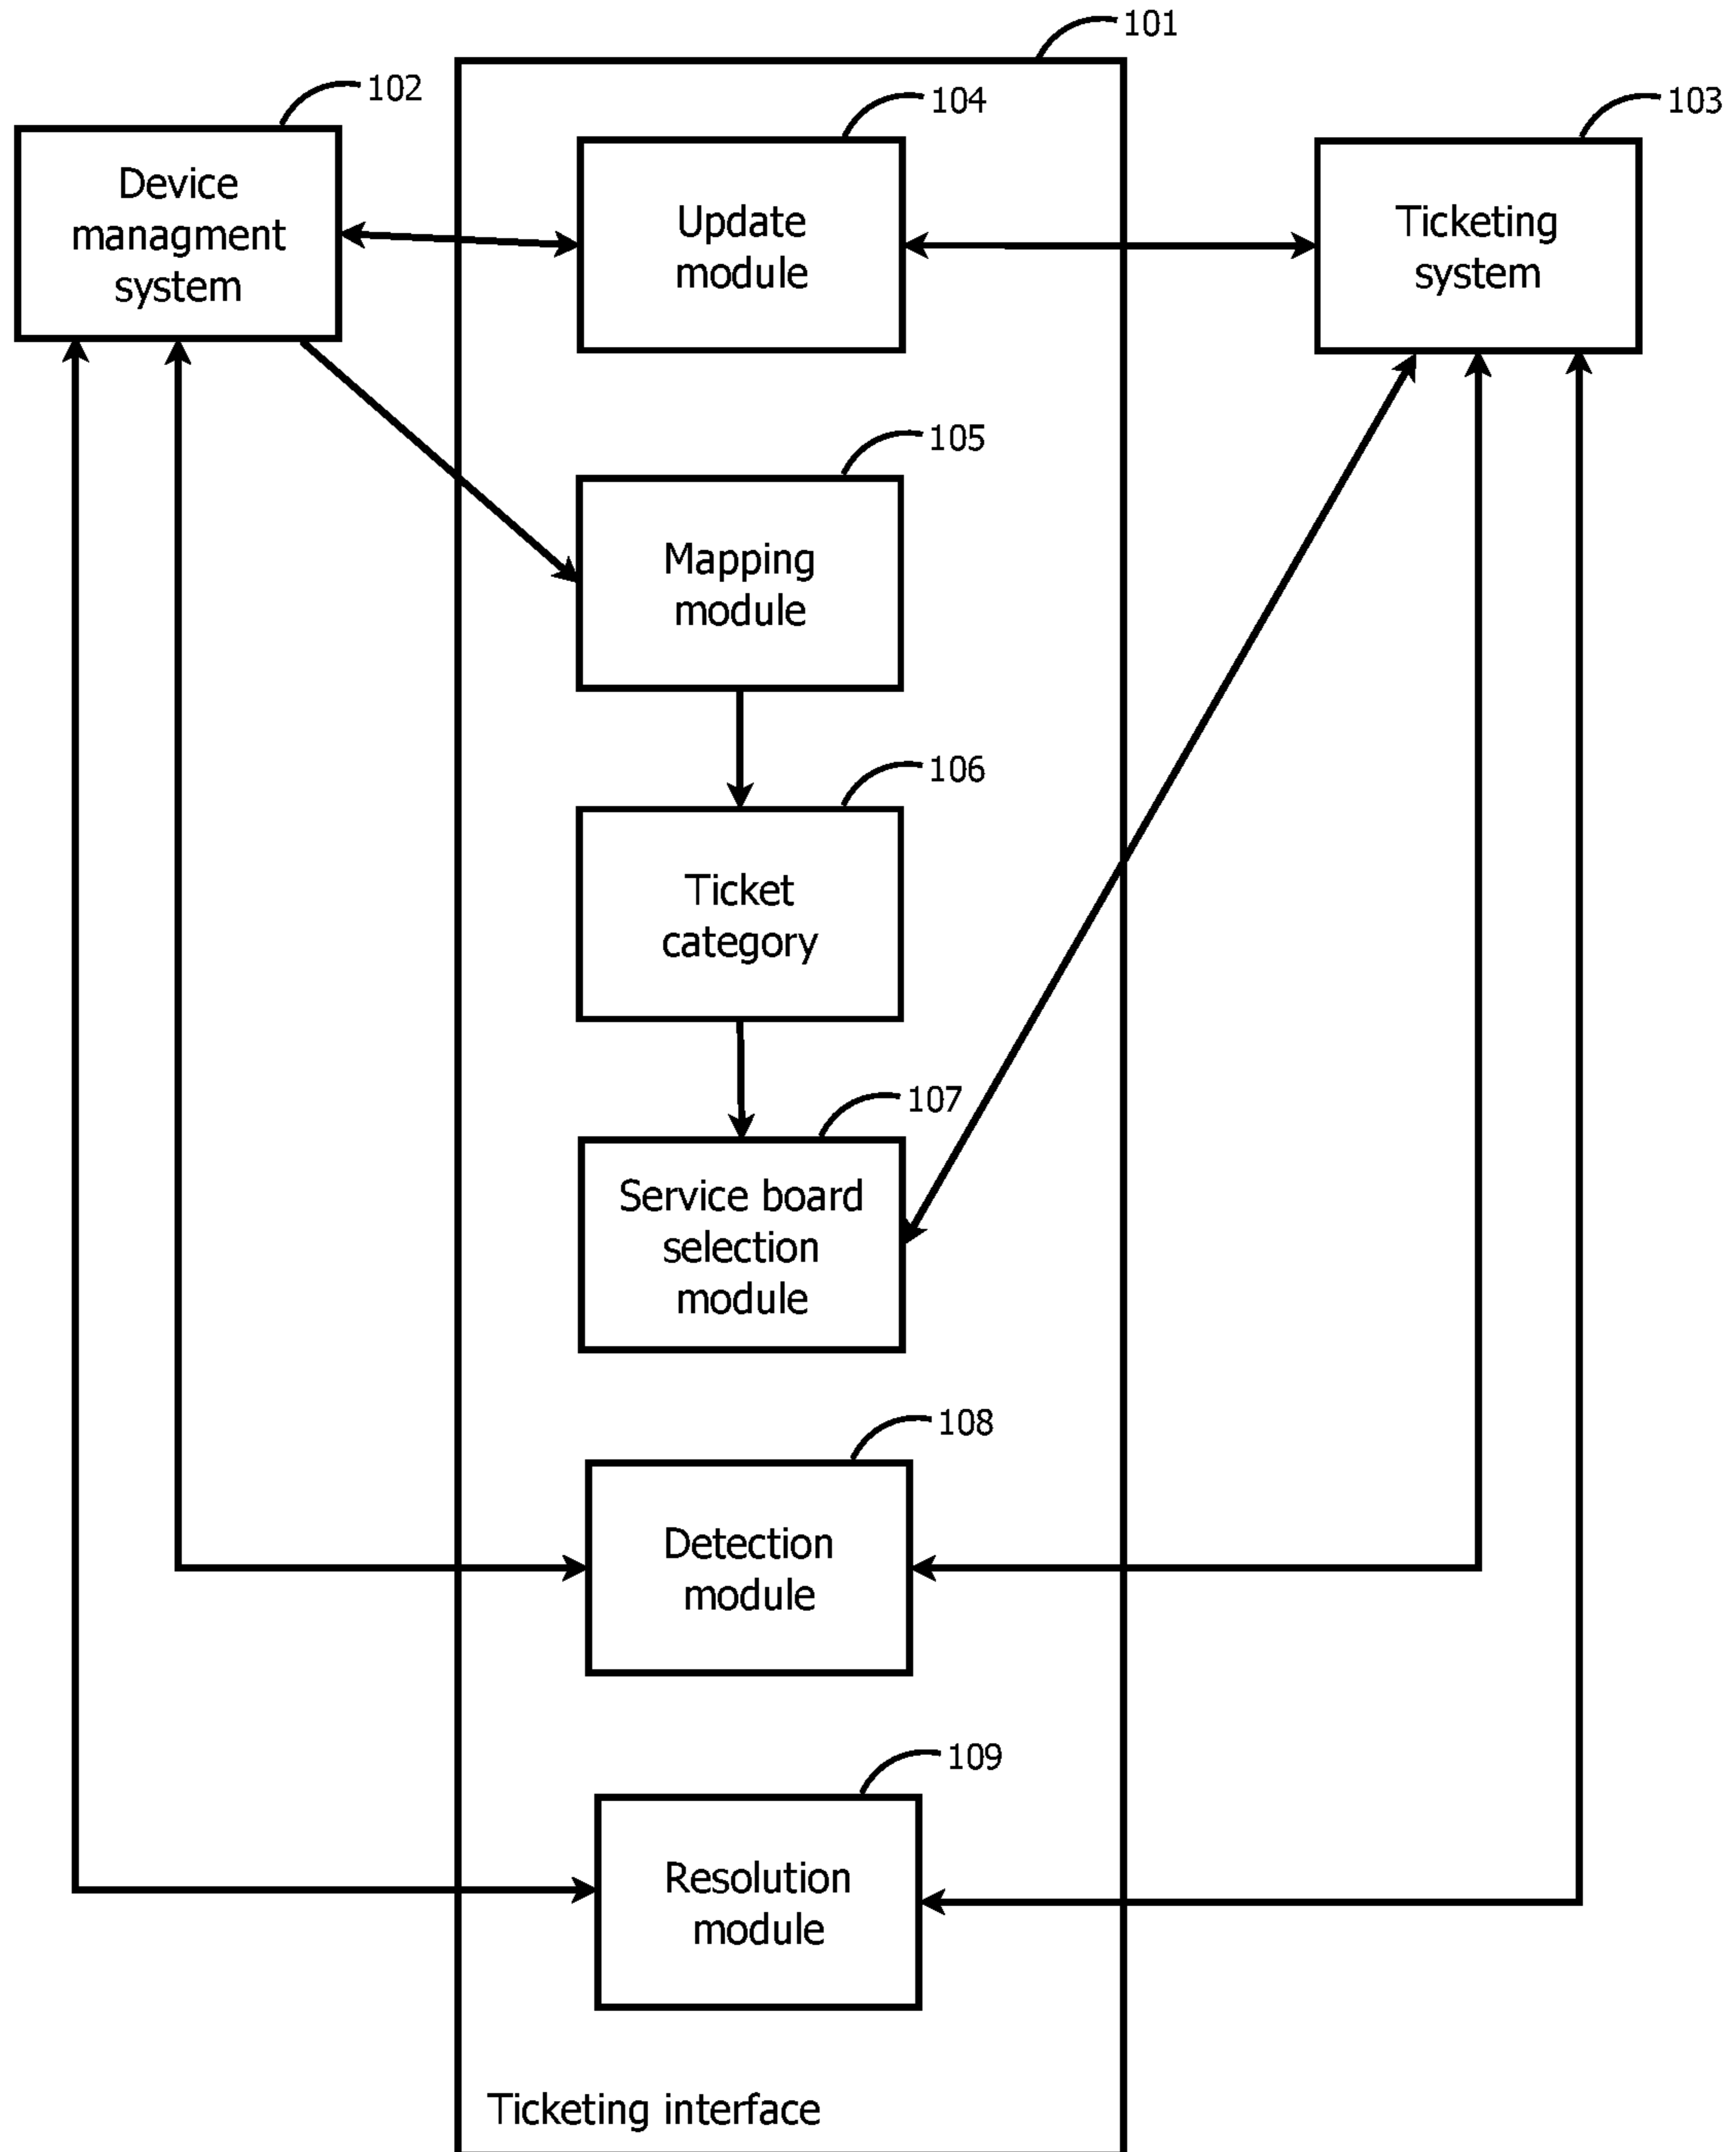 101
102
104
103
Device
managment
system
Update
module
Ticketing
system
105
Mapping
module
106
Ticket
category
107
Service board
selection
module
108
Detection
module
109
Resolution
module
Ticketing interface